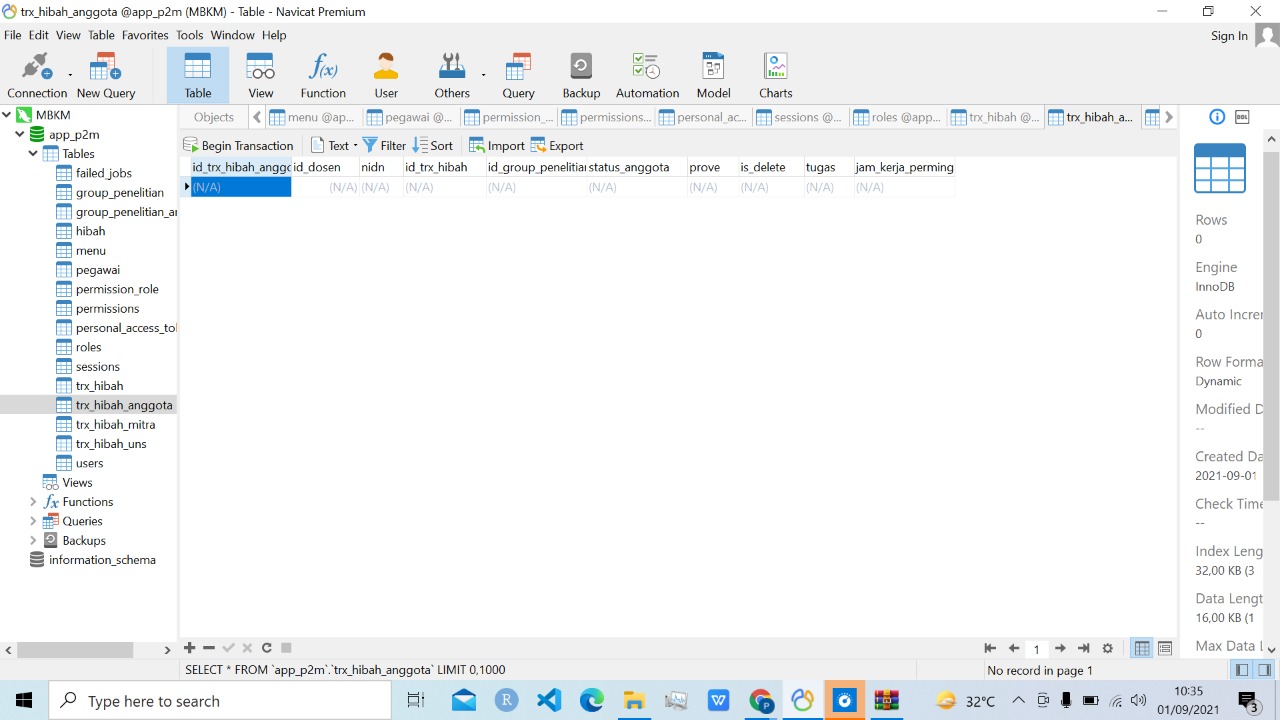 trx_hibah_anggota @app_p2m (MBKM) - Table - Navicat Premium
File Edit View Table Favorites Tools Window Help
Sign In
Connection New Query Table View Function User Others Query Backup Automation Model Charts
MBKM
app_p2m
Tables
failed_jobs
group_penelitian
group_penelitian_ar
hibah
menu
pegawai
permission_role
permissions
personal_access_to
roles
sessions
trx_hibah
trx_hibah_anggota
trx_hibah_mitra
trx_hibah_uns
users
Views
fx Functions
Queries
Backups
information_schema
Objects menu @ap... pegawai @... permission_... permissions... personal_ac... sessions @... roles @app... trx_hibah @... trx_hibah_a...
Begin Transaction Text Filter Sort Import Export
id_trx_hibah_anggo id_dosen nidn id_trx_hibah id_group_penelitian status_anggota prove is_delete tugas jam_kerja_perming
(N/A) (N/A) (N/A) (N/A) (N/A) (N/A) (N/A) (N/A) (N/A) (N/A)
DDL
Rows
0
Engine
InnoDB
Auto Incre
0
Row Forma
Dynamic
Modified D
--
Created Da
2021-09-01
Check Time
--
Index Leng
32,00 KB (3
Data Lengt
16,00 KB (1
Max Data L
1
SELECT * FROM `app_p2m`.`trx_hibah_anggota` LIMIT 0,1000
No record in page 1
Type here to search
32°C
10:35
01/09/2021
3